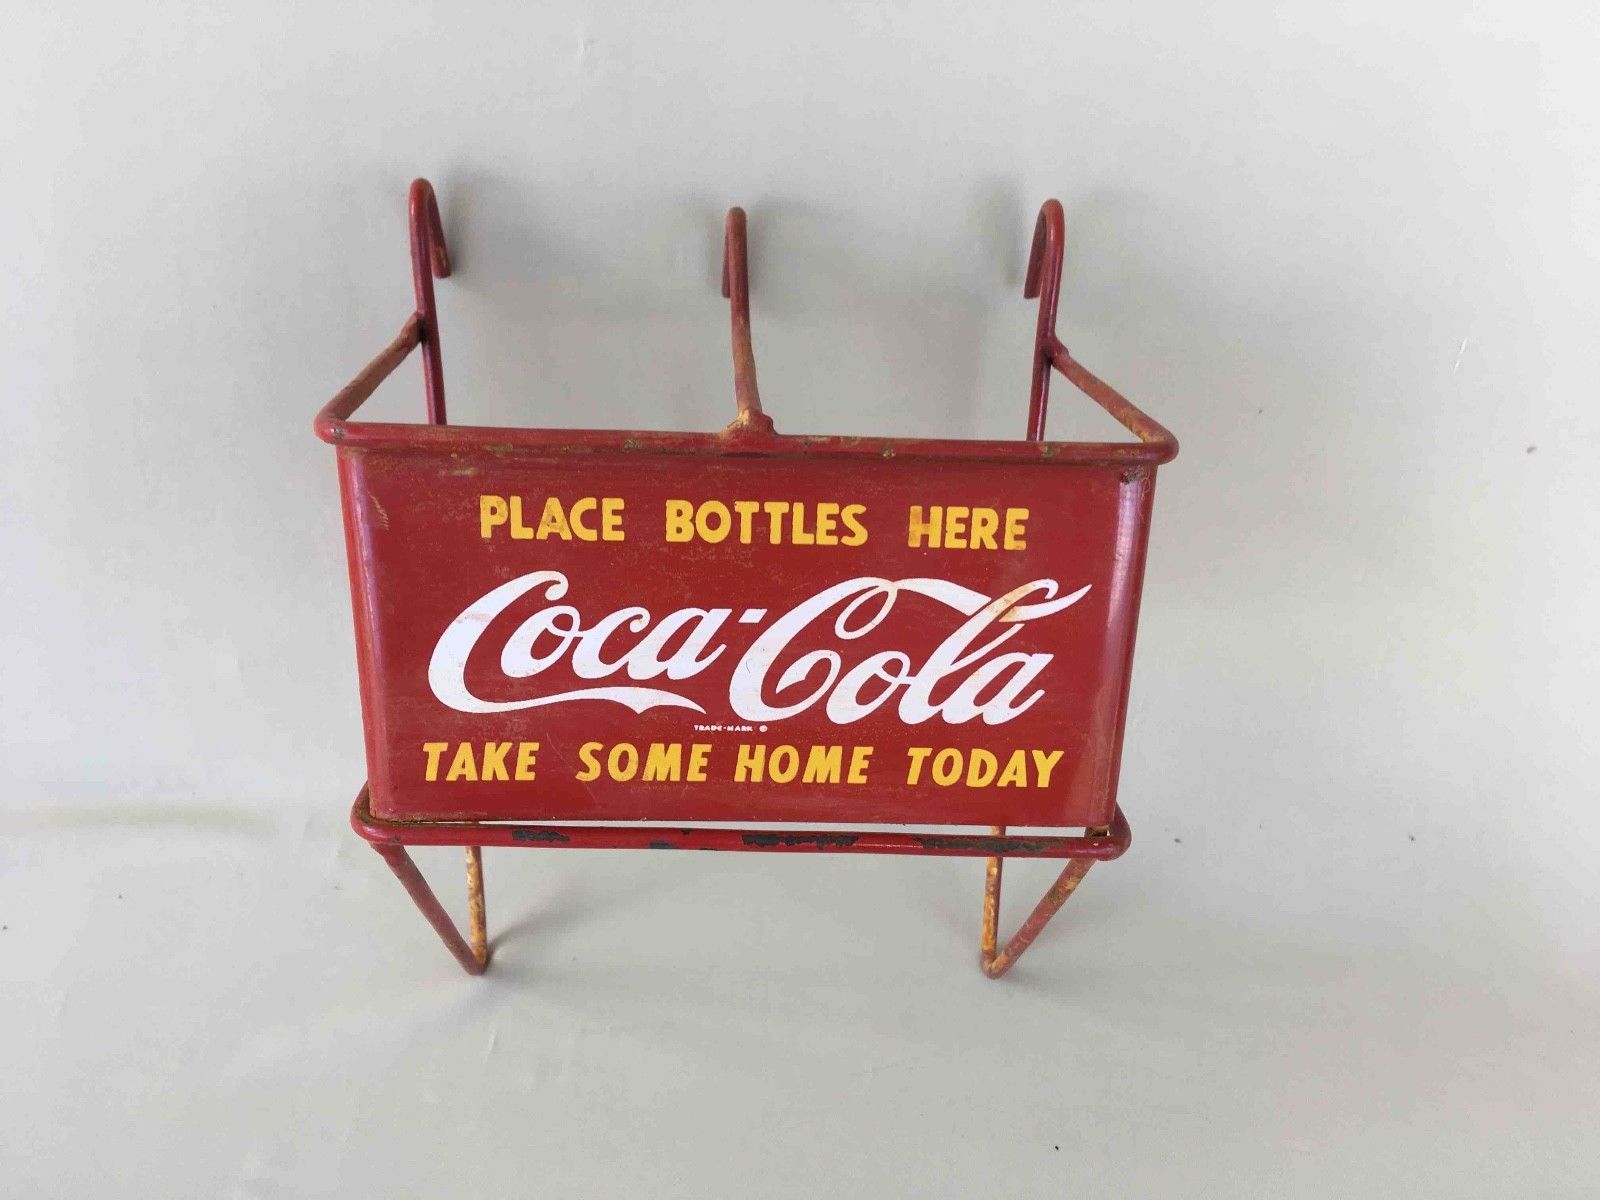 PLACE BOTTLES HERE
Coca-Cola
TRADE-MARK ®
TAKE SOME HOME TODAY